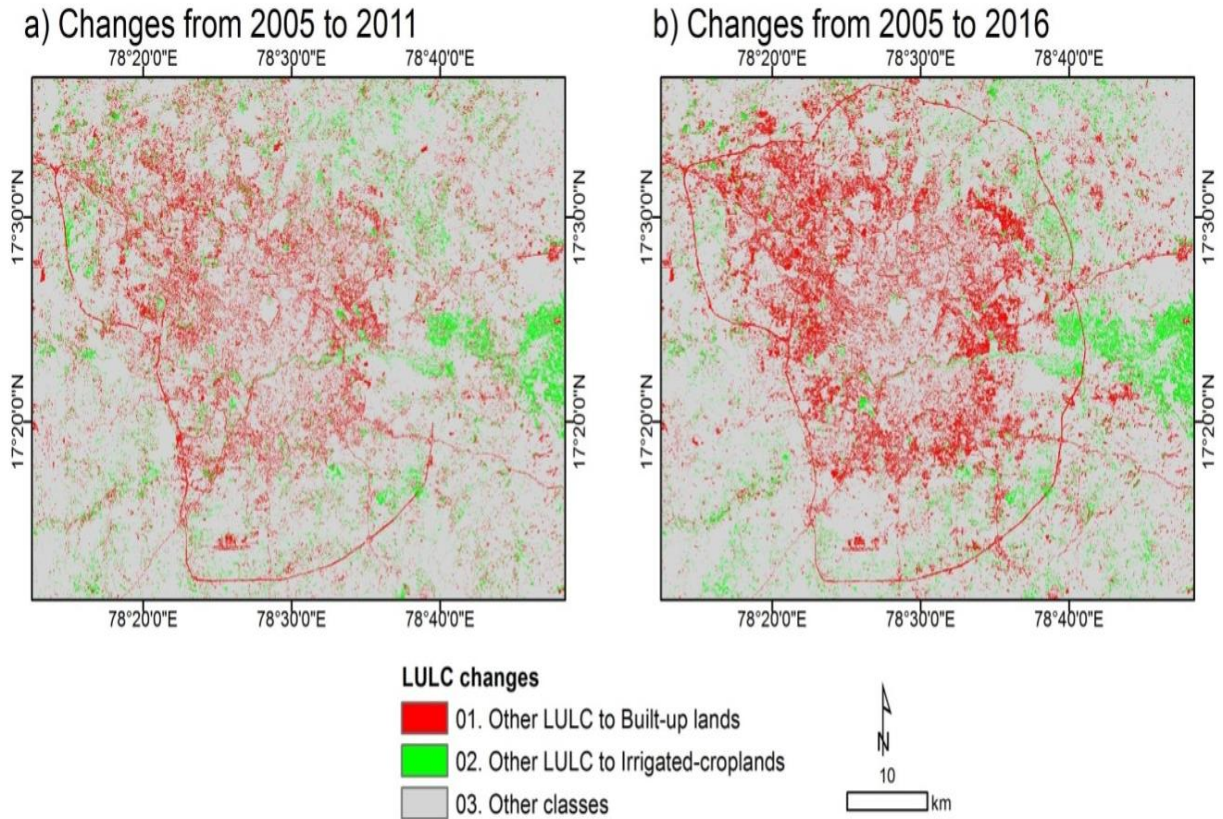 a) Changes from 2005 to 2011
78°20'0"E 78°30'0"E 78°40'0"E
17°30'0"N
17°30'0"N
17°20'0"N
17°20'0"N
78°20'0"E 78°30'0"E 78°40'0"E
b) Changes from 2005 to 2016
78°20'0"E 78°30'0"E 78°40'0"E
17°30'0"N
17°30'0"N
17°20'0"N
17°20'0"N
78°20'0"E 78°30'0"E 78°40'0"E
LULC changes
01. Other LULC to Built-up lands
02. Other LULC to Irrigated-croplands
03. Other classes
N
10
km